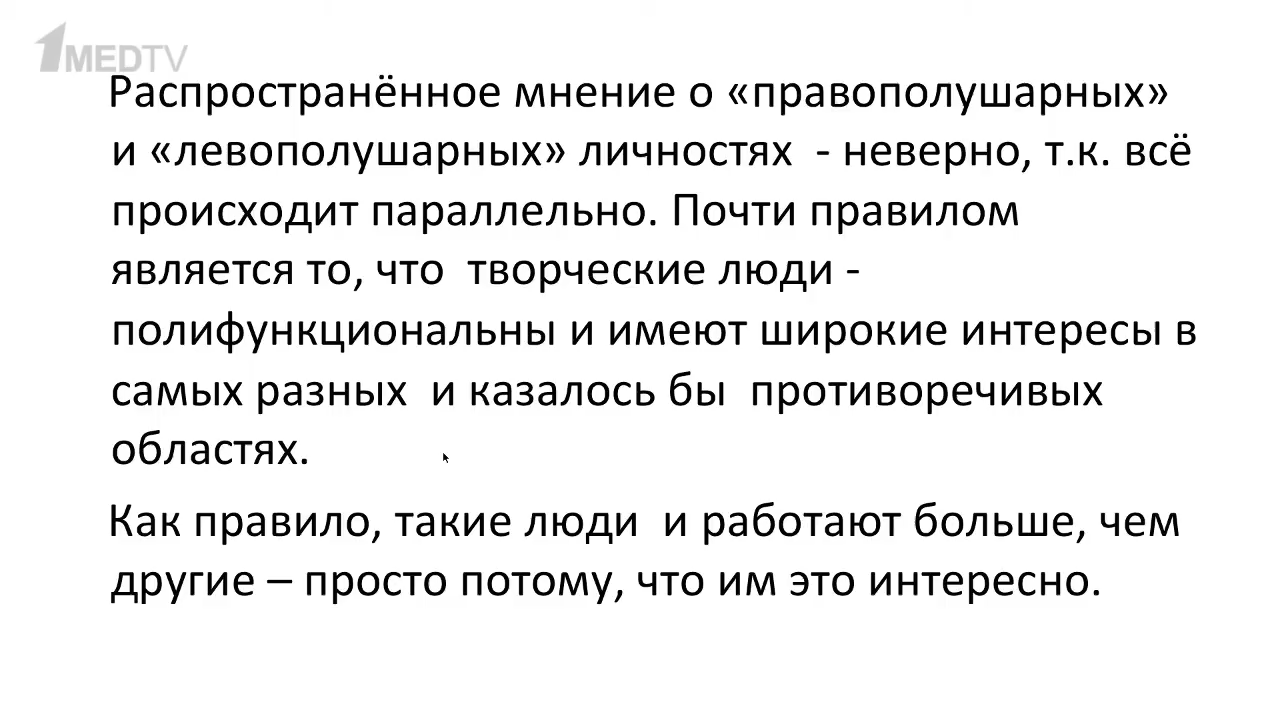 1MEDTV
Распространённое мнение о «правополушарных»
и «левополушарных» личностях - неверно, т.к. всё
происходит параллельно. Почти правилом
является то, что творческие люди -
полифункциональны и имеют широкие интересы в
самых разных и казалось бы противоречивых
областях.
Как правило, такие люди и работают больше, чем
другие – просто потому, что им это интересно.